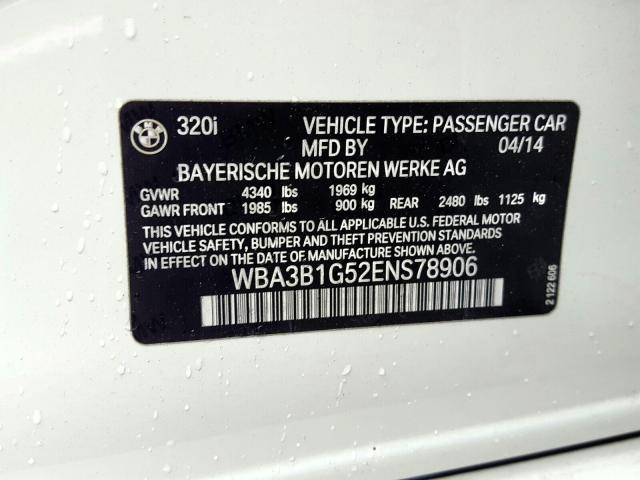 BMW 320i VEHICLE TYPE: PASSENGER CAR
MFD BY 04/14
BAYERISCHE MOTOREN WERKE AG
GVWR 4340 lbs 1969 kg
GAWR FRONT 1985 lbs 900 kg REAR 2480 lbs 1125 kg
THIS VEHICLE CONFORMS TO ALL APPLICABLE U.S. FEDERAL MOTOR
VEHICLE SAFETY, BUMPER AND THEFT PREVENTION STANDARDS
IN EFFECT ON THE DATE OF MANUFACTURE SHOWN ABOVE.
WBA3B1G52ENS78906
2 122 606